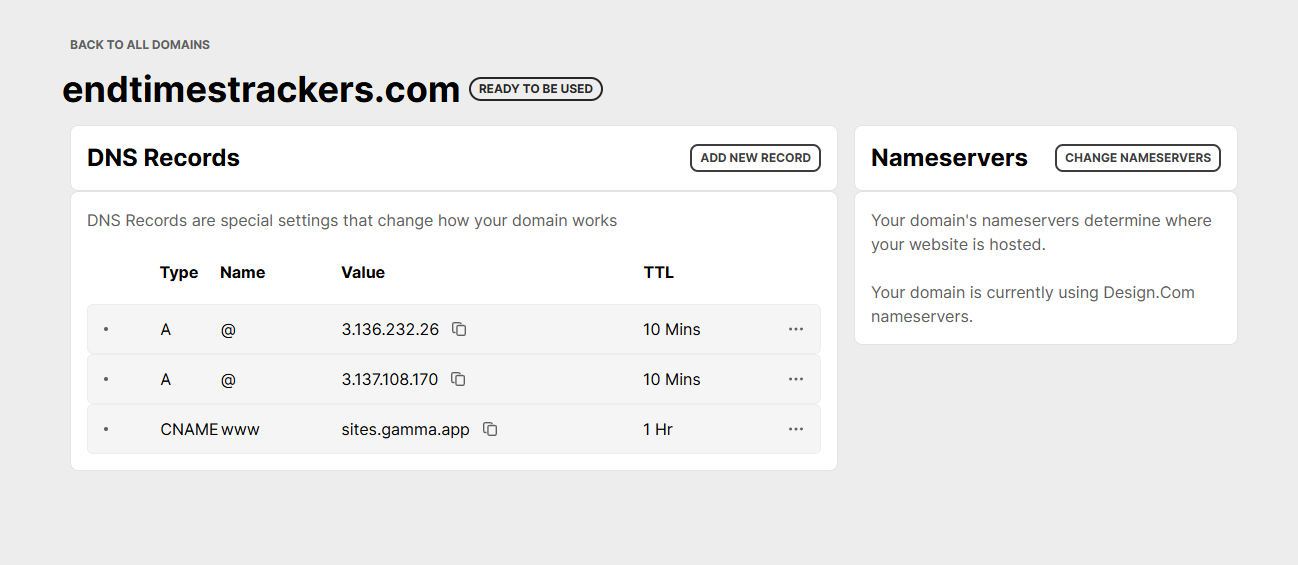 BACK TO ALL DOMAINS
endtimestrackers.com READY TO BE USED
DNS Records ADD NEW RECORD
DNS Records are special settings that change how your domain works
Type Name Value TTL
A @ 3.136.232.26 10 Mins
A @ 3.137.108.170 10 Mins
CNAME www sites.gamma.app 1 Hr
Nameservers CHANGE NAMESERVERS
Your domain's nameservers determine where
your website is hosted.
Your domain is currently using Design.Com
nameservers.